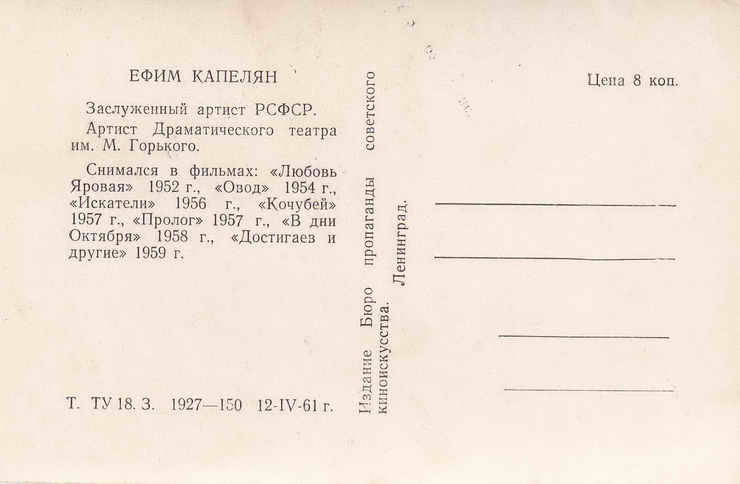 ЕФИМ КАПЕЛЯН
Заслуженный артист РСФСР.
Артист Драматического театра
им. М. Горького.
Снимался в фильмах: «Любовь
Яровая» 1952 г., «Овод» 1954 г.,
«Искатели» 1956 г., «Кочубей»
1957 г., «Пролог» 1957 г., «В дни
Октября» 1958 г., «Достигаев и
другие» 1959 г.
Т. ТУ 18. З. 1927—150 12-IV-61 г.
Издание Бюро пропаганды советского
киноискусства. Ленинград.
Цена 8 коп.